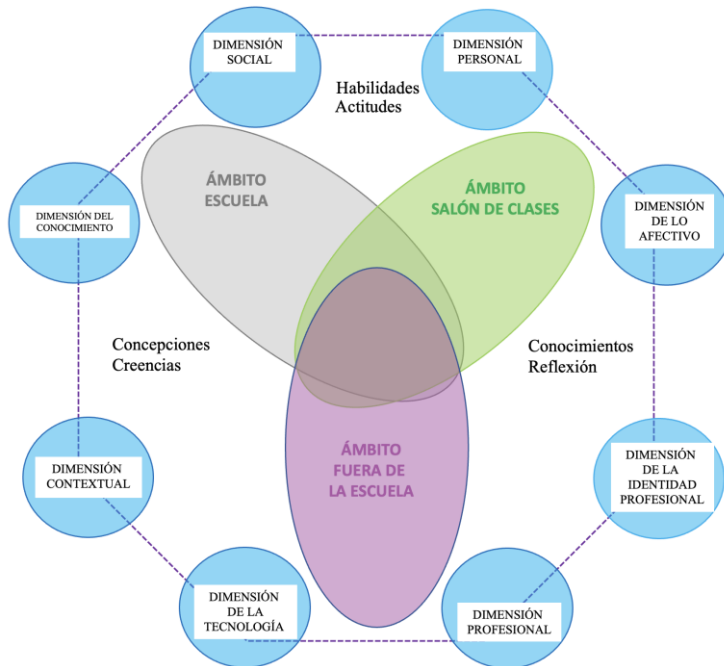 DIMENSIÓN
SOCIAL
DIMENSIÓN
PERSONAL
Habilidades
Actitudes
ÁMBITO
ESCUELA
ÁMBITO
SALÓN DE CLASES
DIMENSIÓN DEL
CONOCIMIENTO
DIMENSIÓN
DE LO
AFECTIVO
Concepciones
Creencias
Conocimientos
Reflexión
ÁMBITO
FUERA DE
LA ESCUELA
DIMENSIÓN
CONTEXTUAL
DIMENSIÓN
DE LA
IDENTIDAD
PROFESIONAL
DIMENSIÓN
DE LA
TECNOLOGÍA
DIMENSIÓN
PROFESIONAL